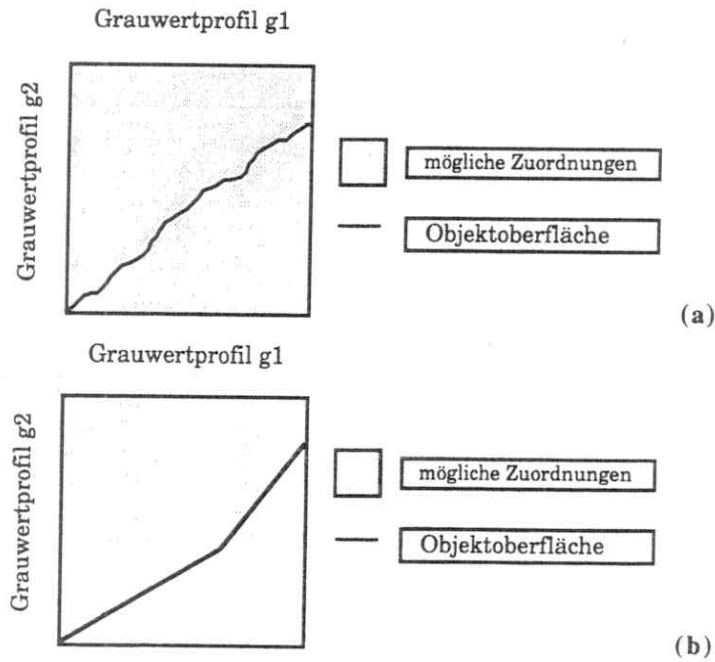 Grauwertprofil g1
Grauwertprofil g2
mögliche Zuordnungen
Objektoberfläche
(a)
Grauwertprofil g1
Grauwertprofil g2
mögliche Zuordnungen
Objektoberfläche
(b)